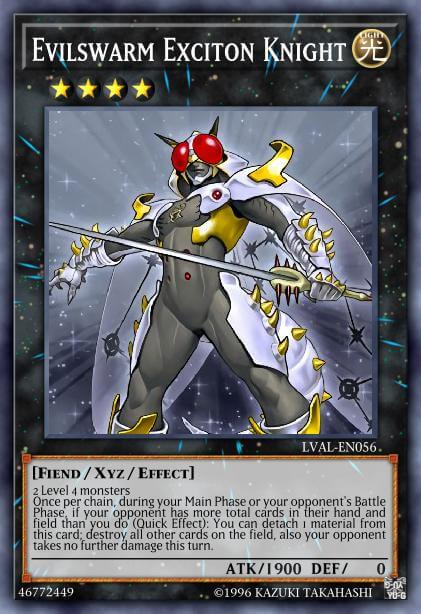 EVILSWARM EXCITON KNIGHT
LIGHT
光
LVAL-EN056
[FIEND / XYZ / EFFECT]
2 Level 4 monsters
Once per chain, during your Main Phase or your opponent's Battle
Phase, if your opponent has more total cards in their hand and
field than you do (Quick Effect): You can detach 1 material from
this card; destroy all other cards on the field, also your opponent
takes no further damage this turn.
ATK/1900 DEF/ 0
46772449
©1996 KAZUKI TAKAHASHI